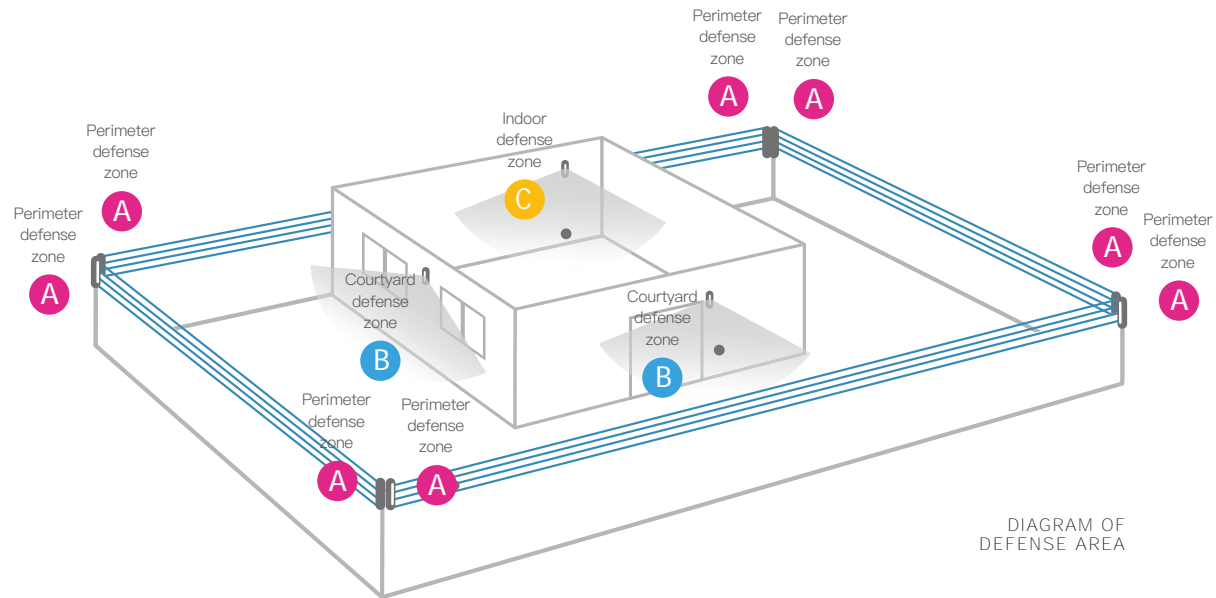 Perimeter
defense
zone
A
Perimeter
defense
zone
A
Indoor
defense
zone
C
Perimeter
defense
zone
A
Perimeter
defense
zone
A
Perimeter
defense
zone
A
Perimeter
defense
zone
A
Courtyard
defense
zone
B
Courtyard
defense
zone
B
Perimeter
defense
zone
A
Perimeter
defense
zone
A
DIAGRAM OF
DEFENSE AREA